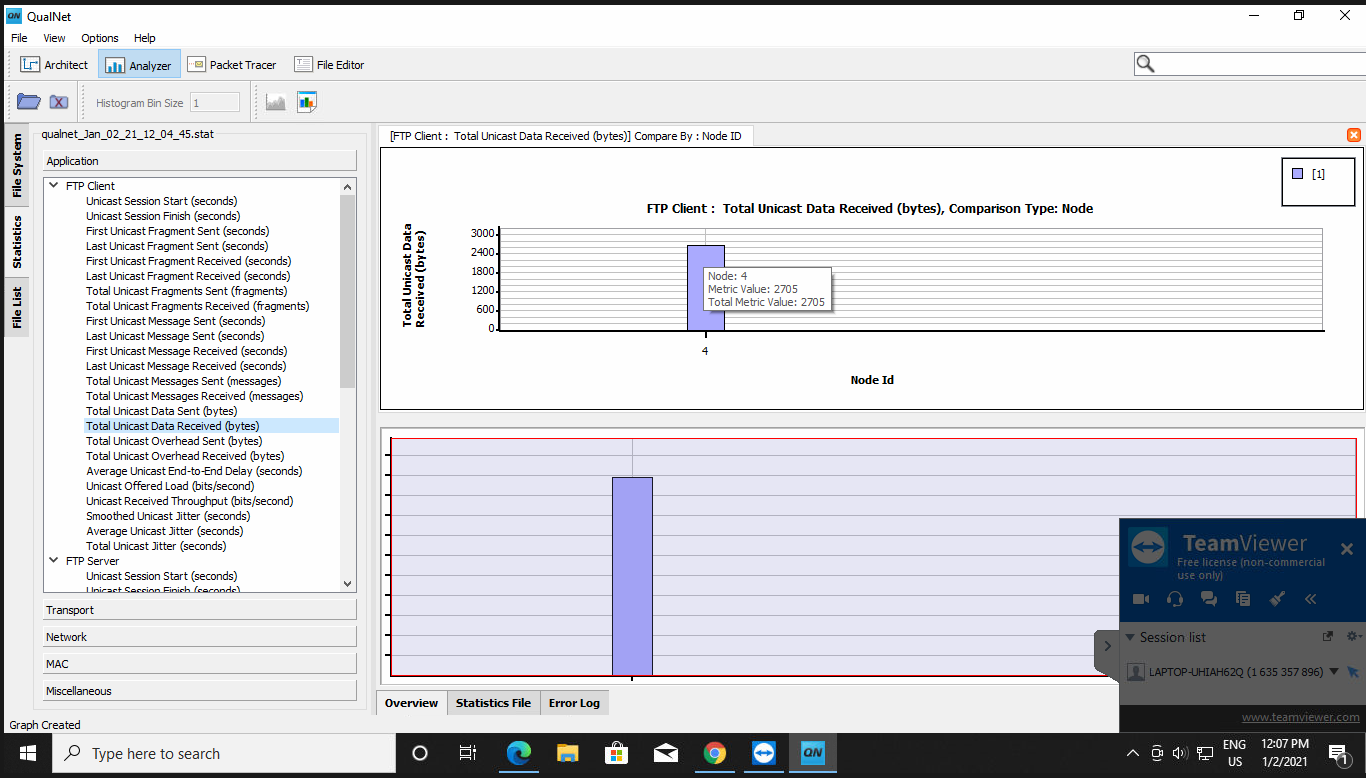 QN QualNet
File View Options Help
Architect Analyzer Packet Tracer File Editor
Histogram Bin Size 1
File System
Statistics
File List
qualnet_Jan_02_21_12_04_45.stat
Application
FTP Client
Unicast Session Start (seconds)
Unicast Session Finish (seconds)
First Unicast Fragment Sent (seconds)
Last Unicast Fragment Sent (seconds)
First Unicast Fragment Received (seconds)
Last Unicast Fragment Received (seconds)
Total Unicast Fragments Sent (fragments)
Total Unicast Fragments Received (fragments)
First Unicast Message Sent (seconds)
Last Unicast Message Sent (seconds)
First Unicast Message Received (seconds)
Last Unicast Message Received (seconds)
Total Unicast Messages Sent (messages)
Total Unicast Messages Received (messages)
Total Unicast Data Sent (bytes)
Total Unicast Data Received (bytes)
Total Unicast Overhead Sent (bytes)
Total Unicast Overhead Received (bytes)
Average Unicast End-to-End Delay (seconds)
Unicast Offered Load (bits/second)
Unicast Received Throughput (bits/second)
Smoothed Unicast Jitter (seconds)
Average Unicast Jitter (seconds)
Total Unicast Jitter (seconds)
FTP Server
Unicast Session Start (seconds)
Unicast Session Finish (seconds)
Transport
Network
MAC
Miscellaneous
Graph Created
[FTP Client : Total Unicast Data Received (bytes)] Compare By : Node ID
[1]
FTP Client : Total Unicast Data Received (bytes), Comparison Type: Node
Total Unicast Data
Received (bytes)
3000
2400
1800
1200
600
0
Node: 4
Metric Value: 2705
Total Metric Value: 2705
4
Node Id
Overview Statistics File Error Log
TeamViewer
Free license (non-commercial
use only)
Session list
LAPTOP-UHIAH62Q (1 635 357 896)
www.teamviewer.com
Type here to search
QN
ENG
US
12:07 PM
1/2/2021
1